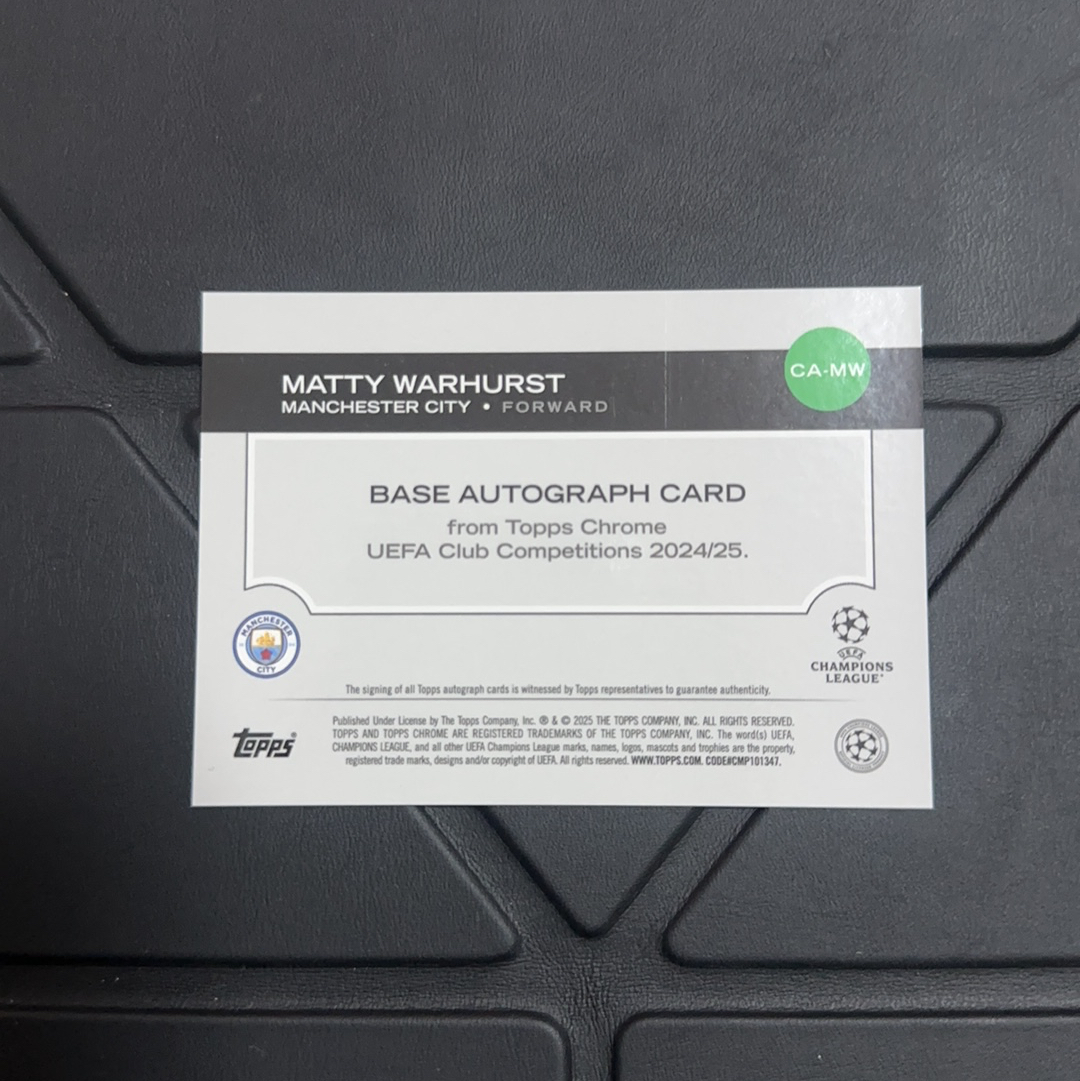 MATTY WARHURST
MANCHESTER CITY • FORWARD
CA-MW
BASE AUTOGRAPH CARD
from Topps Chrome
UEFA Club Competitions 2024/25.
MANCHESTER
CITY
UEFA
CHAMPIONS
LEAGUE
The signing of all Topps autograph cards is witnessed by Topps representatives to guarantee authenticity.
topps®
Published Under License by The Topps Company, Inc. ® & © 2025 THE TOPPS COMPANY, INC. ALL RIGHTS RESERVED.
TOPPS AND TOPPS CHROME ARE REGISTERED TRADEMARKS OF THE TOPPS COMPANY, INC. The word(s) UEFA,
CHAMPIONS LEAGUE, and all other UEFA Champions League marks, names, logos, mascots and trophies are the property,
registered trade marks, designs and/or copyright of UEFA. All rights reserved. WWW.TOPPS.COM. CODE#CMP101347.